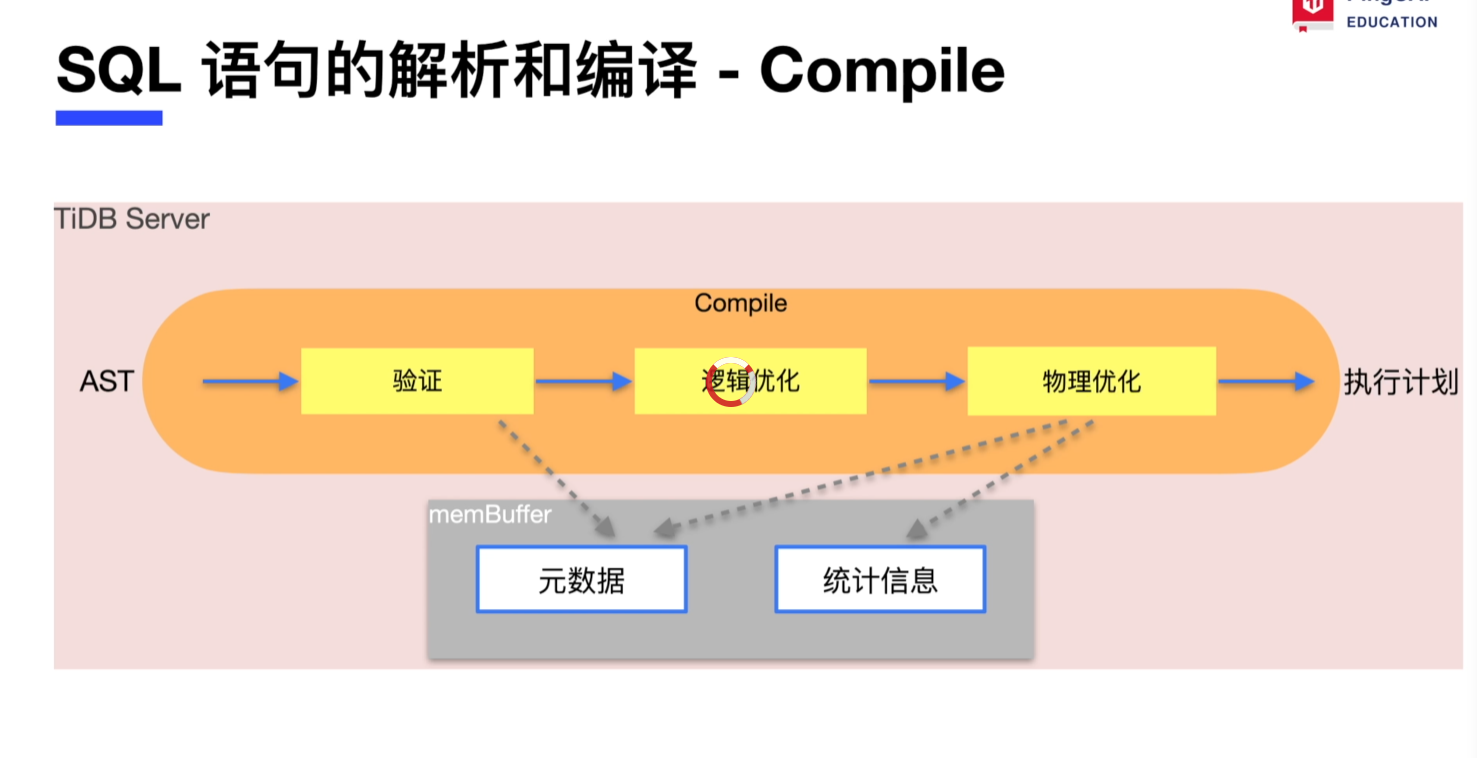 EDUCATION
SQL 语句的解析和编译 - Compile
TiDB Server
Compile
AST
验证
逻辑优化
物理优化
执行计划
memBuffer
元数据
统计信息